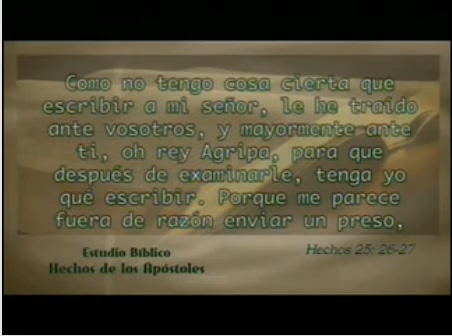 Como no tengo cosa cierta que
escribir a mi señor, le he traido
ante vosotros, y mayormente ante
ti, oh rey Agripa, para que
después de examinarle, tenga yo
qué escribir. Porque me parece
fuera de razón enviar un preso,
Hechos 25: 26-27
Estudio Bíblico
Hechos de los Apóstoles